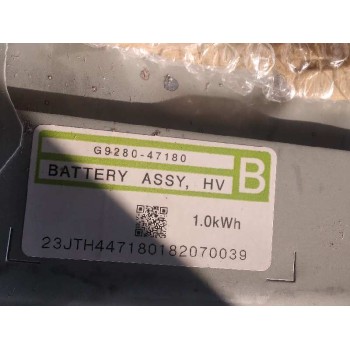 G9280-47180
BATTERY ASSY, HV
B
1.0kWh
23JTH447180182070039